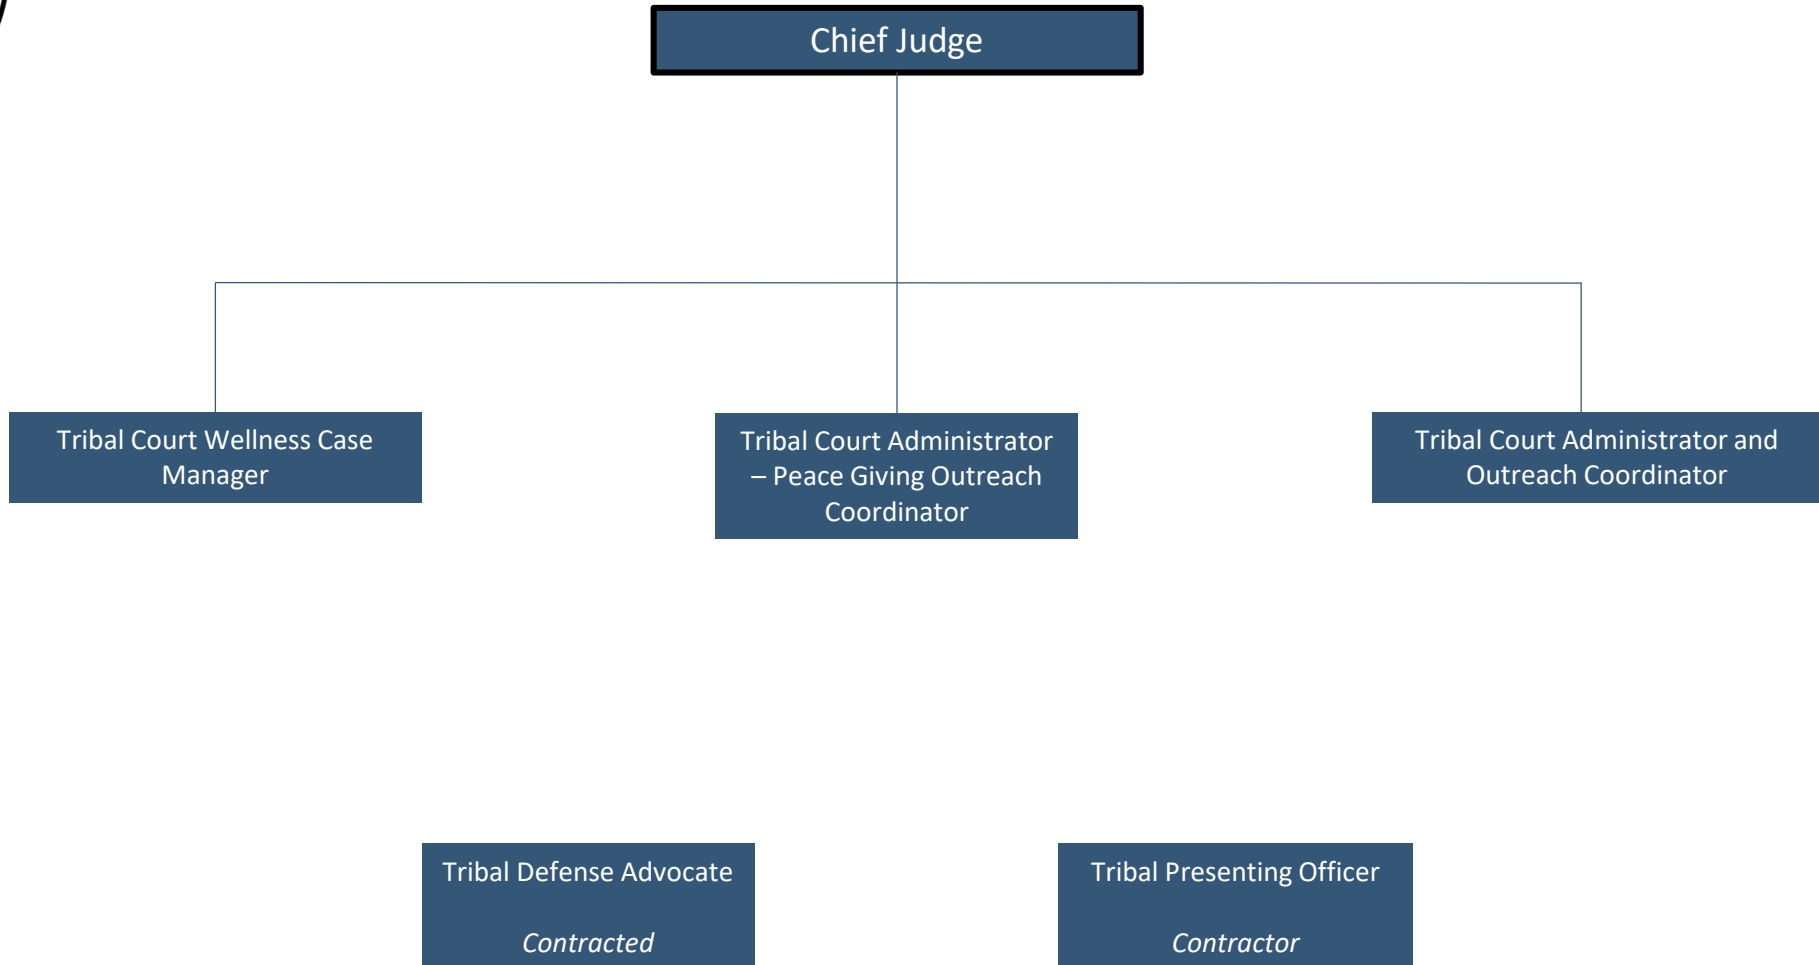 Chief Judge
Tribal Court Wellness Case
Manager
Tribal Court Administrator
– Peace Giving Outreach
Coordinator
Tribal Court Administrator and
Outreach Coordinator
Tribal Defense Advocate
Contracted
Tribal Presenting Officer
Contractor